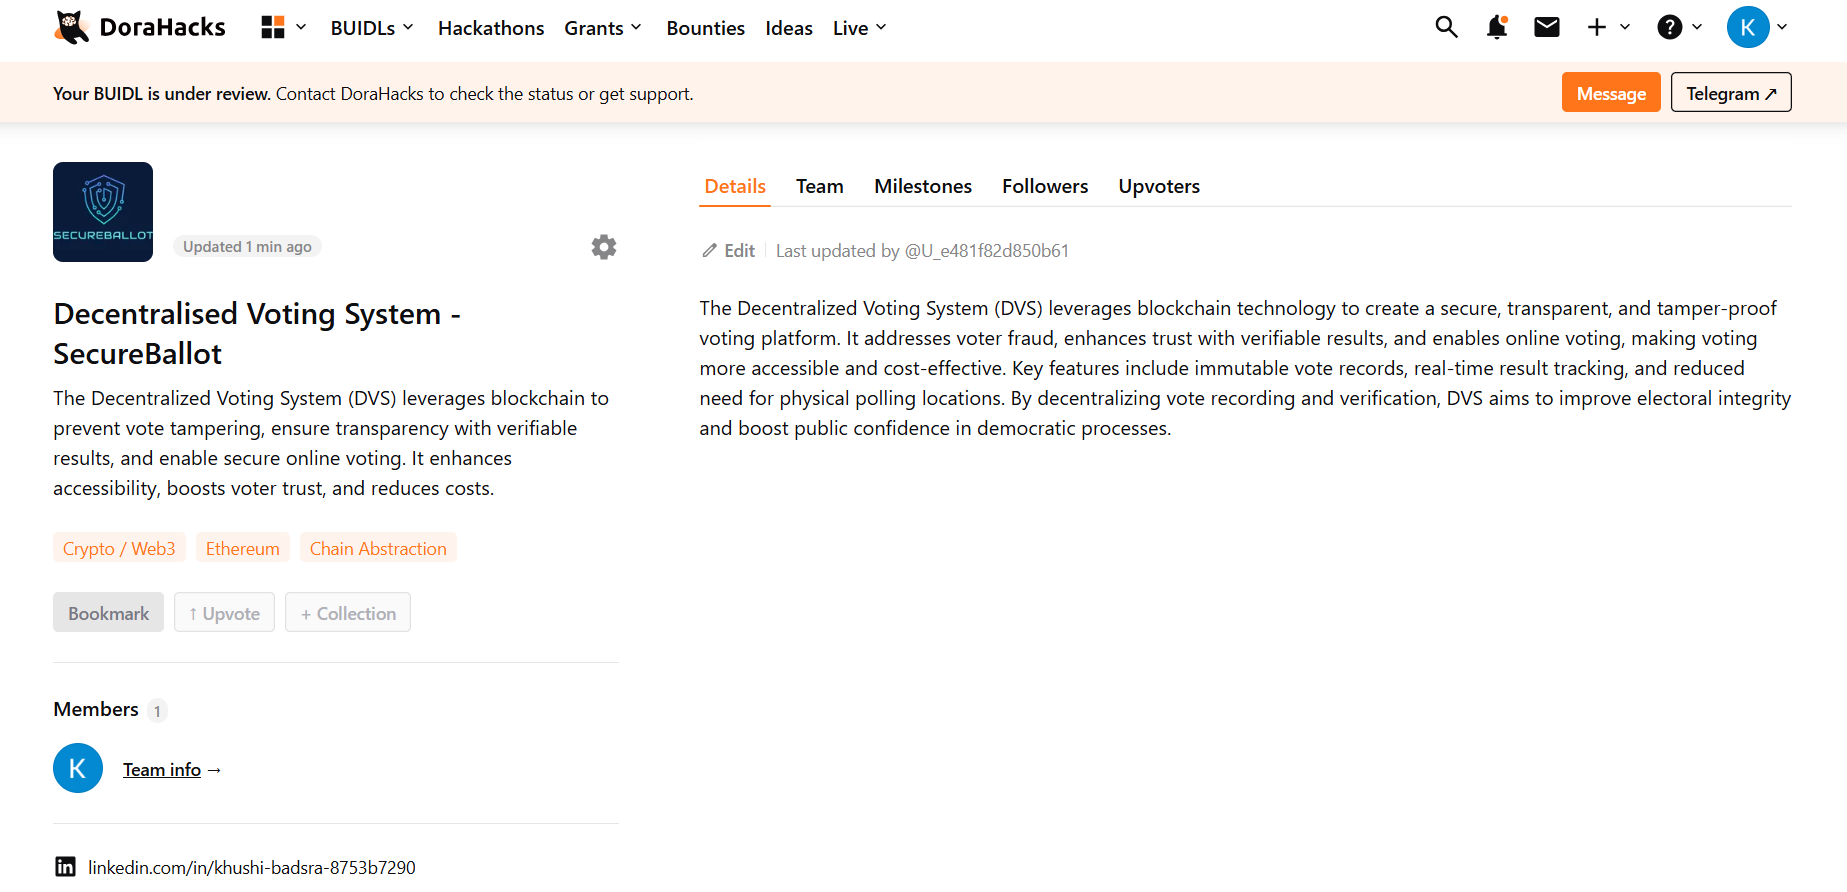 DoraHacks BUIDLs Hackathons Grants Bounties Ideas Live K
Your BUIDL is under review. Contact DoraHacks to check the status or get support. Message Telegram ↗
SECUREBALLOT
Updated 1 min ago
Decentralised Voting System -
SecureBallot
The Decentralized Voting System (DVS) leverages blockchain to
prevent vote tampering, ensure transparency with verifiable
results, and enable secure online voting. It enhances
accessibility, boosts voter trust, and reduces costs.
Crypto / Web3 Ethereum Chain Abstraction
Bookmark ↑ Upvote + Collection
Members 1
K Team info →
in linkedin.com/in/khushi-badsra-8753b7290
Details Team Milestones Followers Upvoters
Edit Last updated by @U_e481f82d850b61
The Decentralized Voting System (DVS) leverages blockchain technology to create a secure, transparent, and tamper-proof
voting platform. It addresses voter fraud, enhances trust with verifiable results, and enables online voting, making voting
more accessible and cost-effective. Key features include immutable vote records, real-time result tracking, and reduced
need for physical polling locations. By decentralizing vote recording and verification, DVS aims to improve electoral integrity
and boost public confidence in democratic processes.